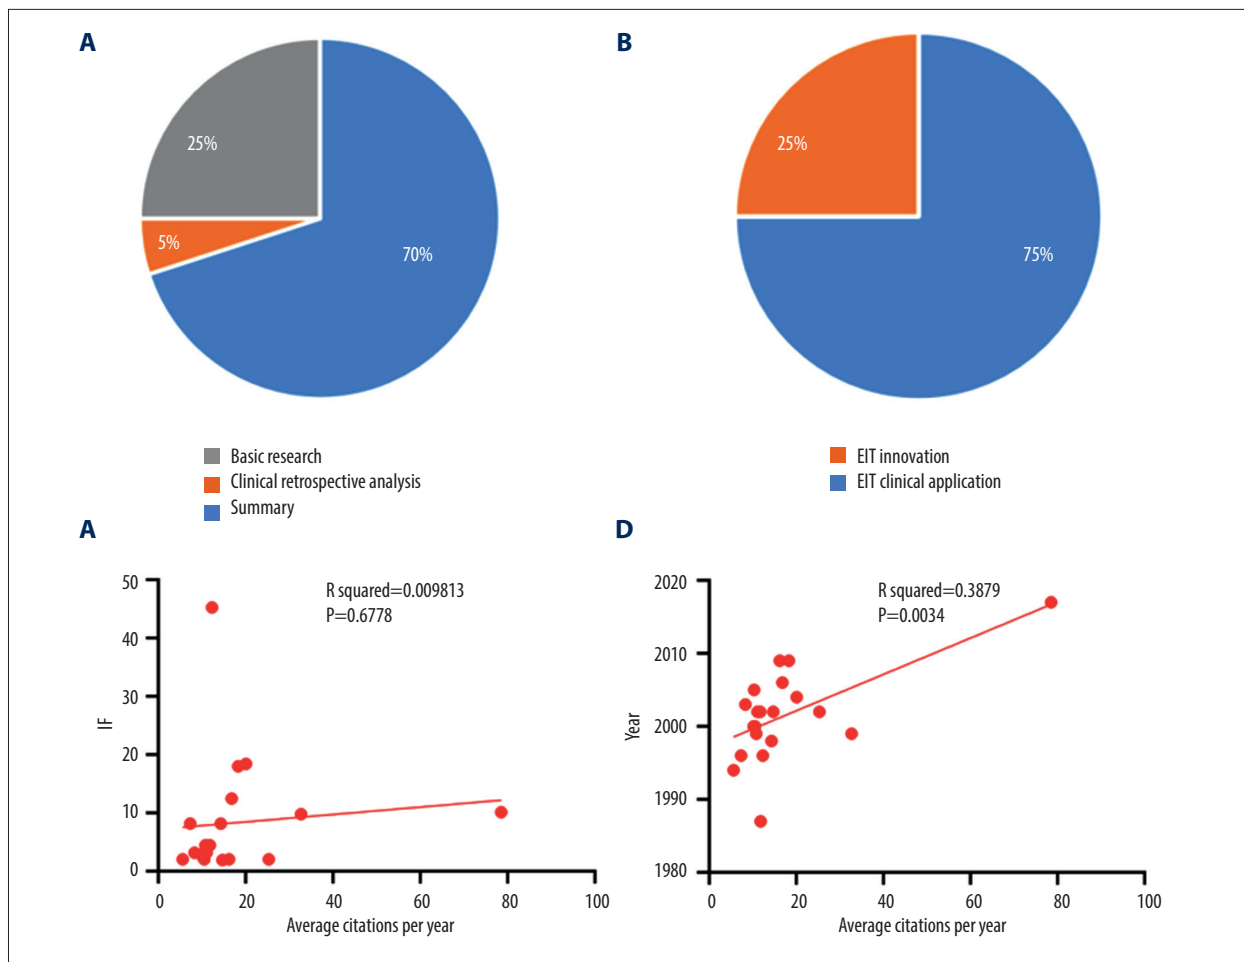 A
B
25%
5%
70%
25%
75%
Basic research
Clinical retrospective analysis
Summary
EIT innovation
EIT clinical application
A
R squared=0.009813
P=0.6778
50
40
30
20
10
0
IF
0 20 40 60 80 100
Average citations per year
D
R squared=0.3879
P=0.0034
2020
2010
2000
1990
1980
Year
0 20 40 60 80 100
Average citations per year